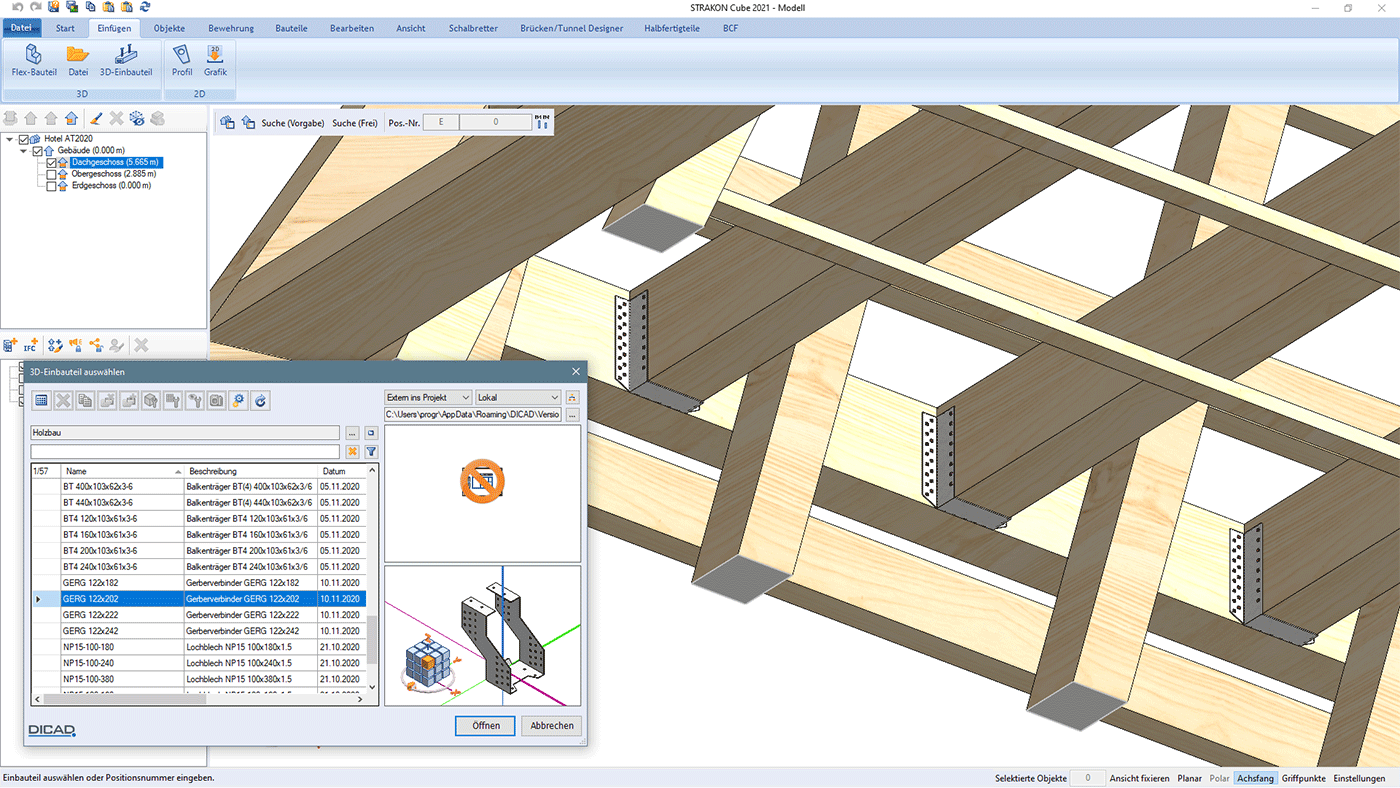 STRAKON Cube 2021 - Modell
Datei Start Einfügen Objekte Bewehrung Bauteile Bearbeiten Ansicht Schalbretter Brücken/Tunnel Designer Halbfertigteile BCF
Flex-Bauteil Datei 3D-Einbauteil Profil Grafik
3D 2D
Suche (Vorgabe) Suche (Frei) Pos.-Nr. E 0
Hotel AT2020
Gebäude (0.000 m)
Dachgeschoss (5.665 m)
Obergeschoss (2.885 m)
Erdgeschoss (0.000 m)
IFC
3D-Einbauteil auswählen
Extern ins Projekt Lokal
C:\Users\progr\AppData\Roaming\DICAD\Versio ...
Holzbau ...
1/57 Name Beschreibung Datum
BT 400x103x62x3-6 Balkenträger BT(4) 400x103x62x3/6 05.11.2020
BT 440x103x62x3-6 Balkenträger BT(4) 440x103x62x3/6 05.11.2020
BT4 120x103x61x3-6 Balkenträger BT4 120x103x61x3/6 05.11.2020
BT4 160x103x61x3-6 Balkenträger BT4 160x103x61x3/6 05.11.2020
BT4 200x103x61x3-6 Balkenträger BT4 200x103x61x3/6 05.11.2020
BT4 240x103x61x3-6 Balkenträger BT4 240x103x61x3/6 05.11.2020
GERG 122x182 Gerberverbinder GERG 122x182 10.11.2020
GERG 122x202 Gerberverbinder GERG 122x202 10.11.2020
GERG 122x222 Gerberverbinder GERG 122x222 10.11.2020
GERG 122x242 Gerberverbinder GERG 122x242 10.11.2020
NP15-100-180 Lochblech NP15 100x180x1.5 21.10.2020
NP15-100-240 Lochblech NP15 100x240x1.5 21.10.2020
NP15-100-380 Lochblech NP15 100x380x1.5 21.10.2020
DICAD Öffnen Abbrechen
Einbauteil auswählen oder Positionsnummer eingeben. Selektierte Objekte 0 Ansicht fixieren Planar Polar Achsfang Griffpunkte Einstellungen